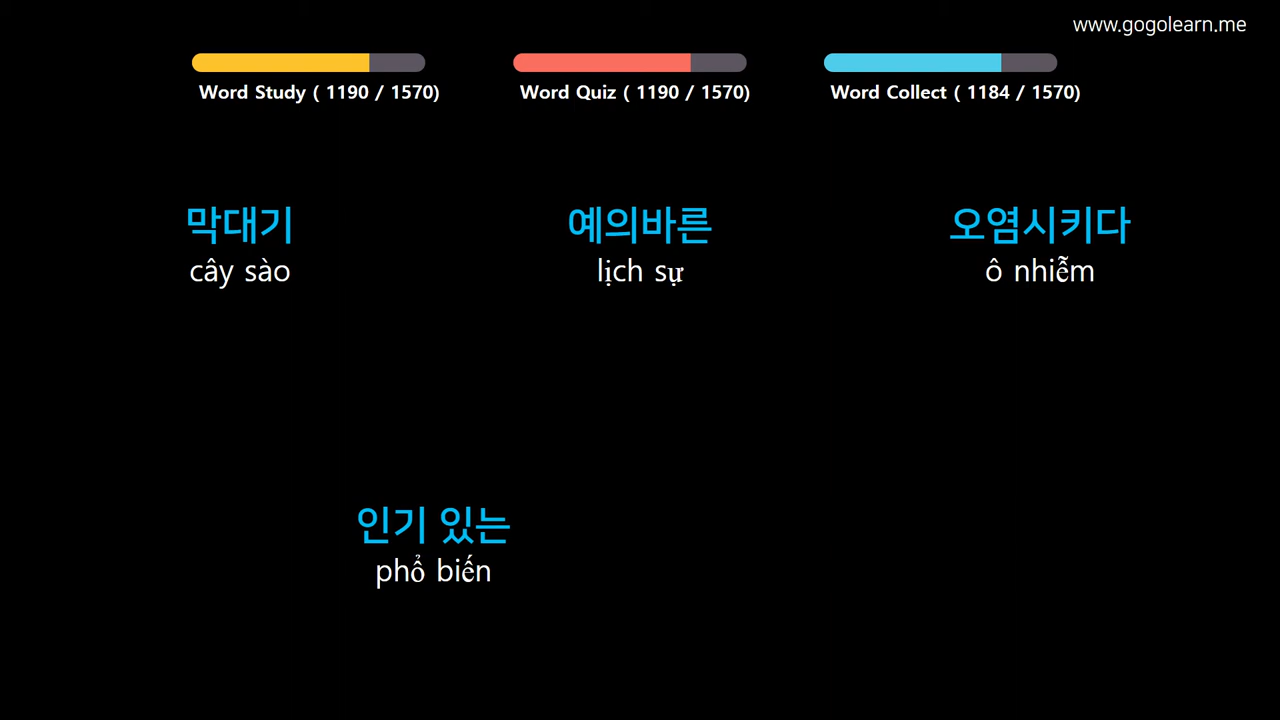 www.gogolearn.me
Word Study ( 1190 / 1570)
Word Quiz ( 1190 / 1570)
Word Collect ( 1184 / 1570)
막대기
cây sào
예의바른
lịch sự
오염시키다
ô nhiễm
인기 있는
phổ biến